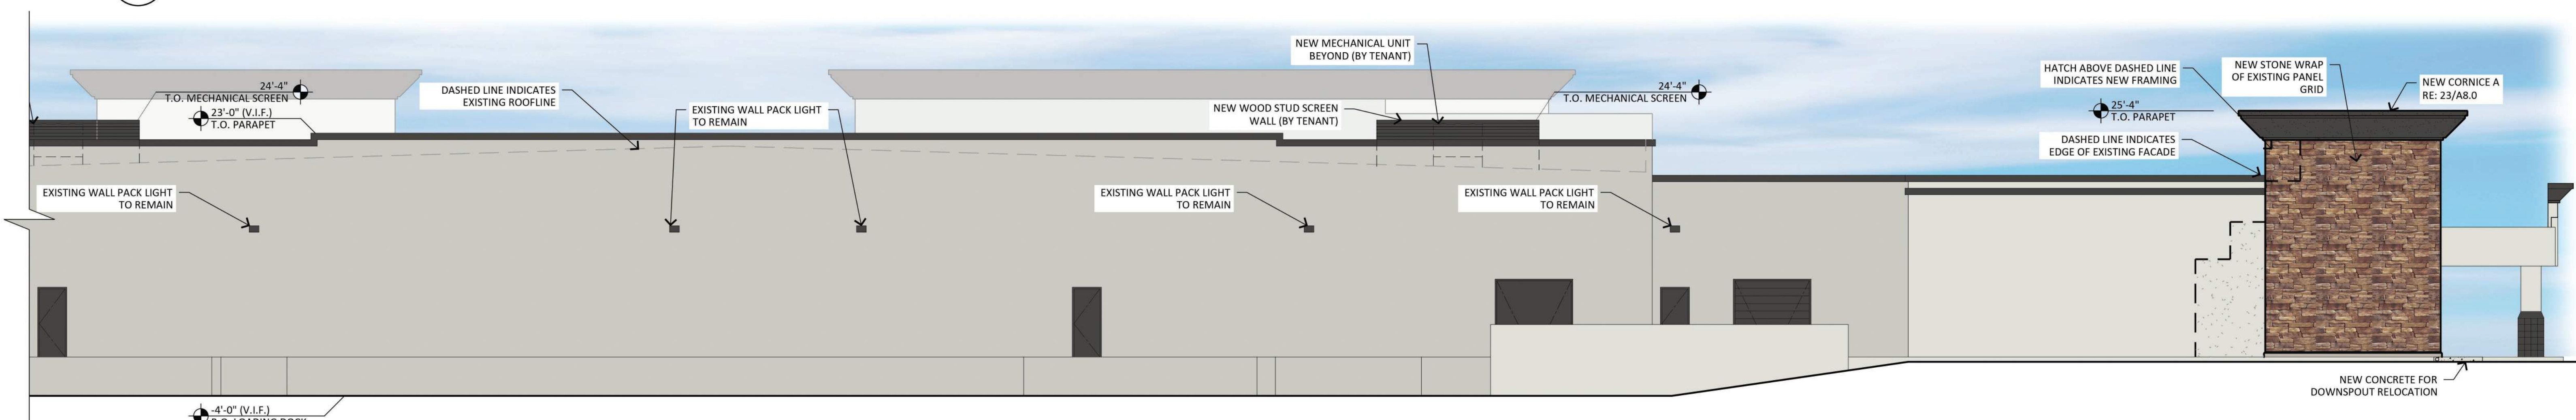 24'-4"
T.O. MECHANICAL SCREEN
23'-0" (V.I.F.)
T.O. PARAPET
DASHED LINE INDICATES
EXISTING ROOFLINE
EXISTING WALL PACK LIGHT
TO REMAIN
NEW MECHANICAL UNIT
BEYOND (BY TENANT)
NEW WOOD STUD SCREEN
WALL (BY TENANT)
24'-4"
T.O. MECHANICAL SCREEN
HATCH ABOVE DASHED LINE
INDICATES NEW FRAMING
NEW STONE WRAP
OF EXISTING PANEL
GRID
NEW CORNICE A
RE: 23/A8.0
25'-4"
T.O. PARAPET
DASHED LINE INDICATES
EDGE OF EXISTING FACADE
EXISTING WALL PACK LIGHT
TO REMAIN
EXISTING WALL PACK LIGHT
TO REMAIN
EXISTING WALL PACK LIGHT
TO REMAIN
NEW CONCRETE FOR
DOWNSPOUT RELOCATION
-4'-0" (V.I.F.)
LOADING DOCK